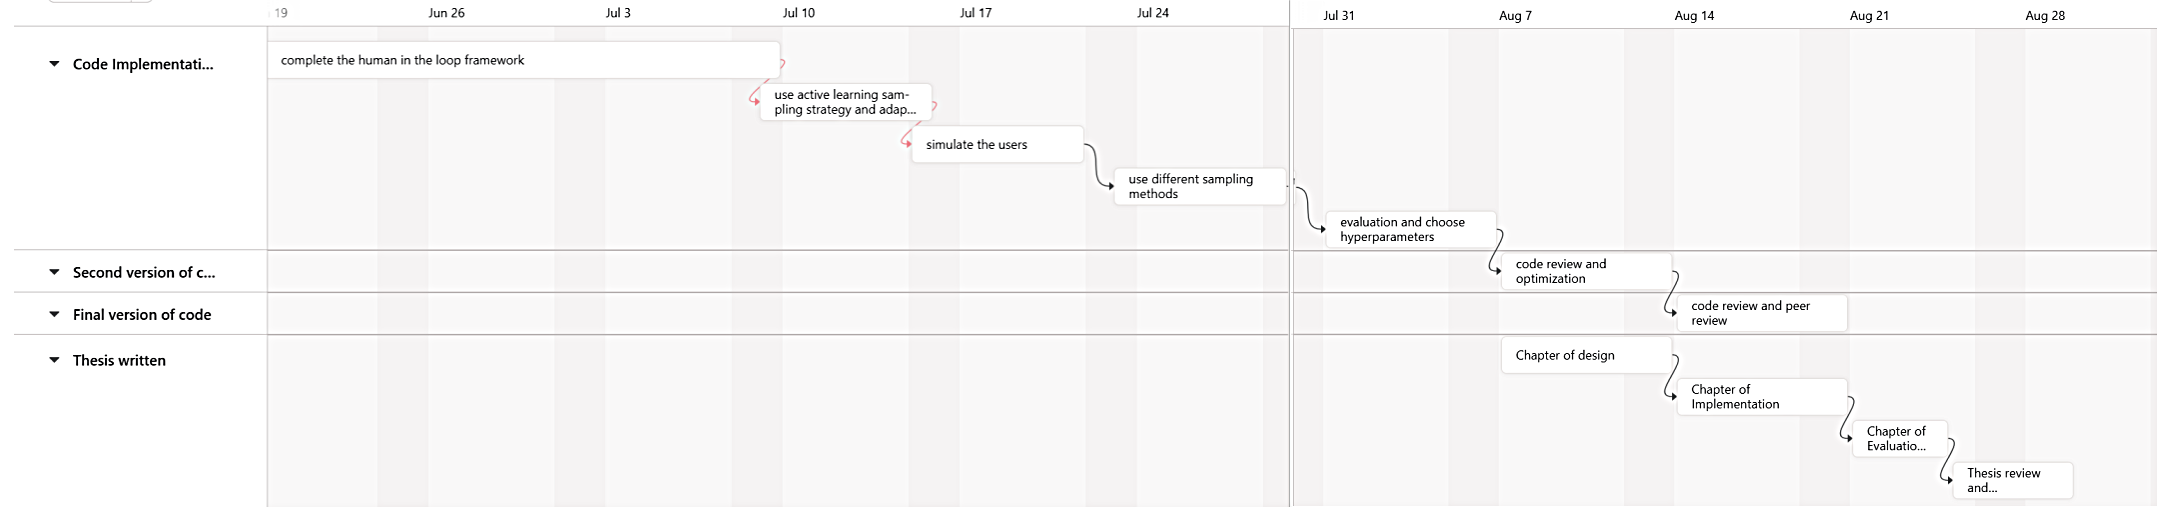 19 Jun 26 Jul 3 Jul 10 Jul 17 Jul 24 Jul 31 Aug 7 Aug 14 Aug 21 Aug 28
Code Implementati...
complete the human in the loop framework
use active learning sam-
pling strategy and adap...
simulate the users
use different sampling
methods
evaluation and choose
hyperparameters
Second version of c...
code review and
optimization
Final version of code
code review and peer
review
Thesis written
Chapter of design
Chapter of
Implementation
Chapter of
Evaluatio...
Thesis review
and...